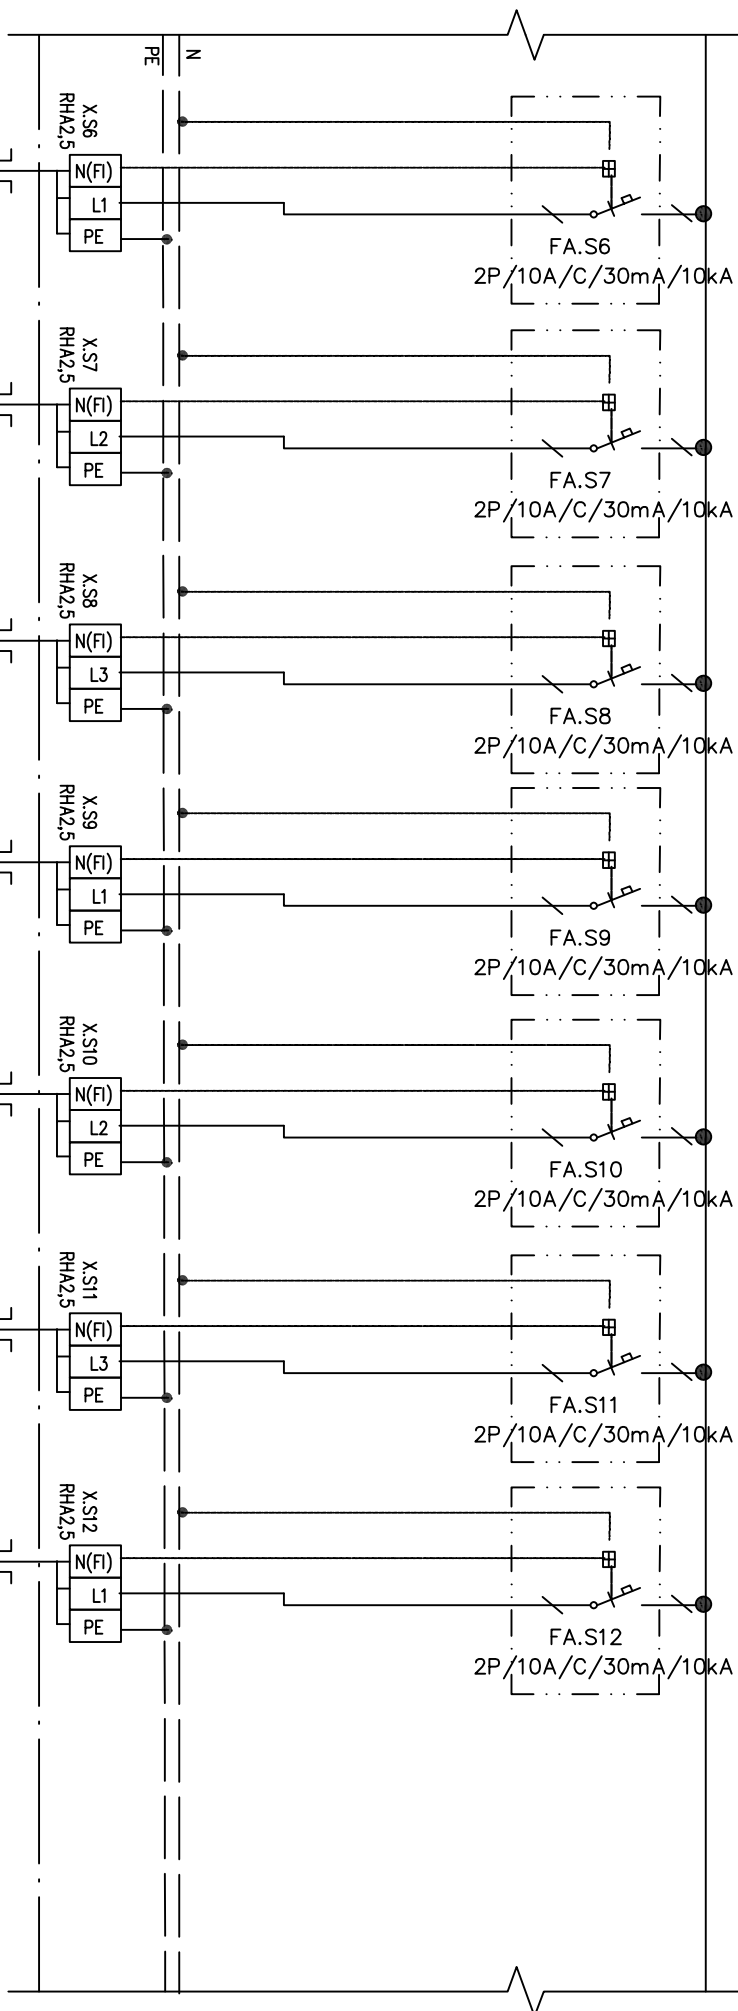 PE
N
X.S6
RHA2,5
N(FI)
L1
PE
FA.S6
2P/10A/C/30mA/10kA
X.S7
RHA2,5
N(FI)
L2
PE
FA.S7
2P/10A/C/30mA/10kA
X.S8
RHA2,5
N(FI)
L3
PE
FA.S8
2P/10A/C/30mA/10kA
X.S9
RHA2,5
N(FI)
L1
PE
FA.S9
2P/10A/C/30mA/10kA
X.S10
RHA2,5
N(FI)
L2
PE
FA.S10
2P/10A/C/30mA/10kA
X.S11
RHA2,5
N(FI)
L3
PE
FA.S11
2P/10A/C/30mA/10kA
X.S12
RHA2,5
N(FI)
L1
PE
FA.S12
2P/10A/C/30mA/10kA